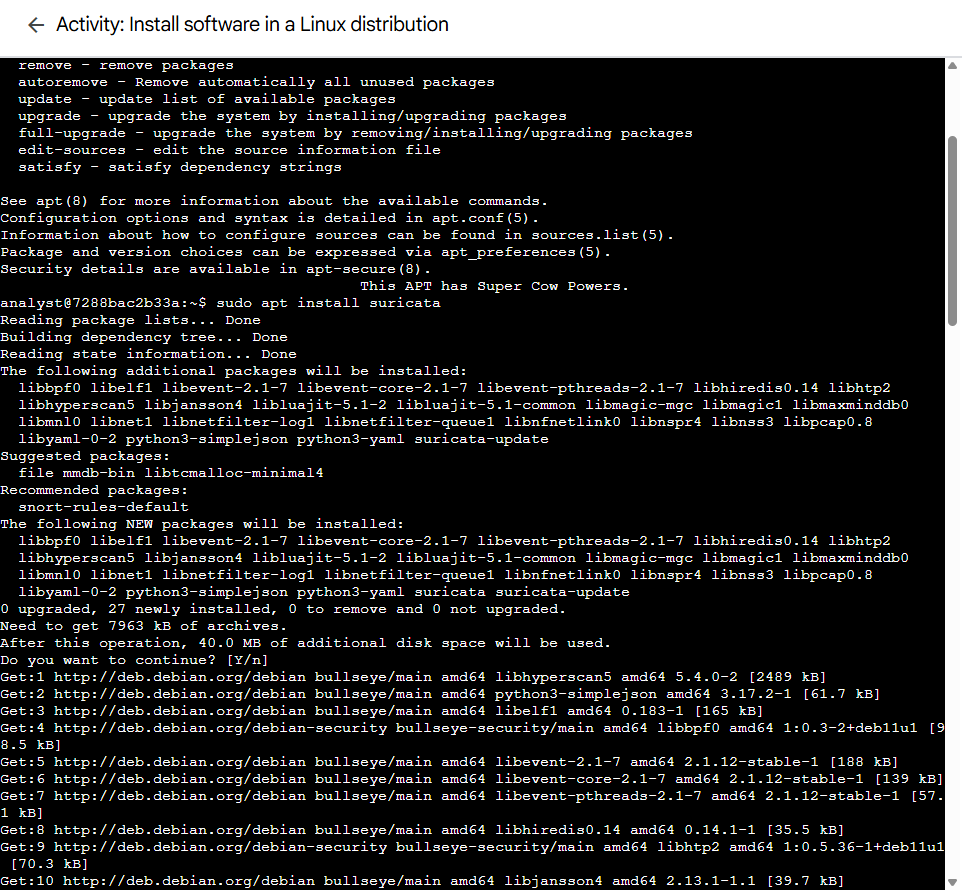 ← Activity: Install software in a Linux distribution
remove - remove packages
autoremove - Remove automatically all unused packages
update - update list of available packages
upgrade - upgrade the system by installing/upgrading packages
full-upgrade - upgrade the system by removing/installing/upgrading packages
edit-sources - edit the source information file
satisfy - satisfy dependency strings
See apt(8) for more information about the available commands.
Configuration options and syntax is detailed in apt.conf(5).
Information about how to configure sources can be found in sources.list(5).
Package and version choices can be expressed via apt_preferences(5).
Security details are available in apt-secure(8).
This APT has Super Cow Powers.
analyst@7288bac2b33a:~$ sudo apt install suricata
Reading package lists... Done
Building dependency tree... Done
Reading state information... Done
The following additional packages will be installed:
libbpf0 libelf1 libevent-2.1-7 libevent-core-2.1-7 libevent-pthreads-2.1-7 libhiredis0.14 libhtp2
libhyperscan5 libjansson4 libluajit-5.1-2 libluajit-5.1-common libmagic-mgc libmagic1 libmaxminddb0
libmnl0 libnet1 libnetfilter-log1 libnetfilter-queue1 libnfnetlink0 libnspr4 libnss3 libpcap0.8
libyaml-0-2 python3-simplejson python3-yaml suricata-update
Suggested packages:
file mmdb-bin libtcmalloc-minimal4
Recommended packages:
snort-rules-default
The following NEW packages will be installed:
libbpf0 libelf1 libevent-2.1-7 libevent-core-2.1-7 libevent-pthreads-2.1-7 libhiredis0.14 libhtp2
libhyperscan5 libjansson4 libluajit-5.1-2 libluajit-5.1-common libmagic-mgc libmagic1 libmaxminddb0
libmnl0 libnet1 libnetfilter-log1 libnetfilter-queue1 libnfnetlink0 libnspr4 libnss3 libpcap0.8
libyaml-0-2 python3-simplejson python3-yaml suricata suricata-update
0 upgraded, 27 newly installed, 0 to remove and 0 not upgraded.
Need to get 7963 kB of archives.
After this operation, 40.0 MB of additional disk space will be used.
Do you want to continue? [Y/n]
Get:1 http://deb.debian.org/debian bullseye/main amd64 libhyperscan5 amd64 5.4.0-2 [2489 kB]
Get:2 http://deb.debian.org/debian bullseye/main amd64 python3-simplejson amd64 3.17.2-1 [61.7 kB]
Get:3 http://deb.debian.org/debian bullseye/main amd64 libelf1 amd64 0.183-1 [165 kB]
Get:4 http://deb.debian.org/debian-security bullseye-security/main amd64 libbpf0 amd64 1:0.3-2+deb11u1 [9
8.5 kB]
Get:5 http://deb.debian.org/debian bullseye/main amd64 libevent-2.1-7 amd64 2.1.12-stable-1 [188 kB]
Get:6 http://deb.debian.org/debian bullseye/main amd64 libevent-core-2.1-7 amd64 2.1.12-stable-1 [139 kB]
Get:7 http://deb.debian.org/debian bullseye/main amd64 libevent-pthreads-2.1-7 amd64 2.1.12-stable-1 [57.
1 kB]
Get:8 http://deb.debian.org/debian bullseye/main amd64 libhiredis0.14 amd64 0.14.1-1 [35.5 kB]
Get:9 http://deb.debian.org/debian-security bullseye-security/main amd64 libhtp2 amd64 1:0.5.36-1+deb11u1
[70.3 kB]
Get:10 http://deb.debian.org/debian bullseye/main amd64 libjansson4 amd64 2.13.1-1.1 [39.7 kB]